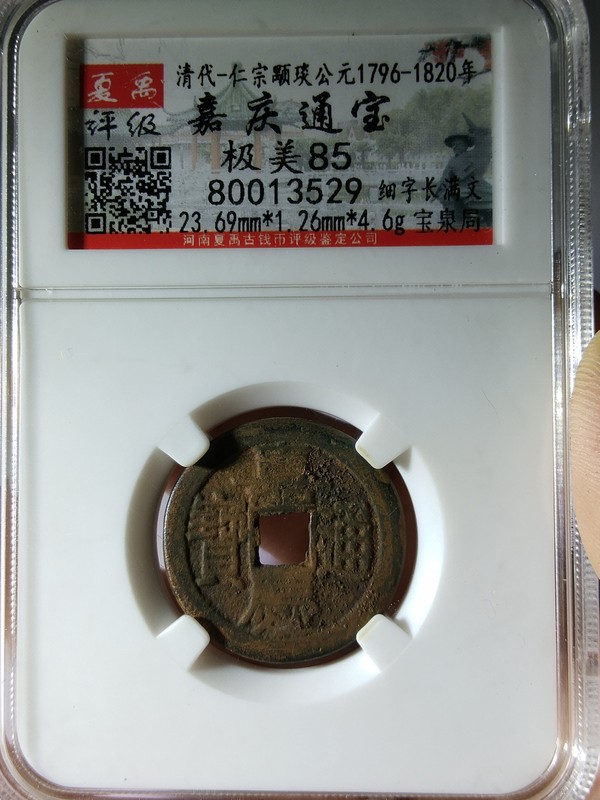 清代-仁宗顒琰公元1796-1820年
夏禹
评级
嘉庆通宝
极美85
80013529 细字长满文
23.69mm*1.26mm*4.6g 宝泉局
河南夏禹古钱币评级鉴定公司